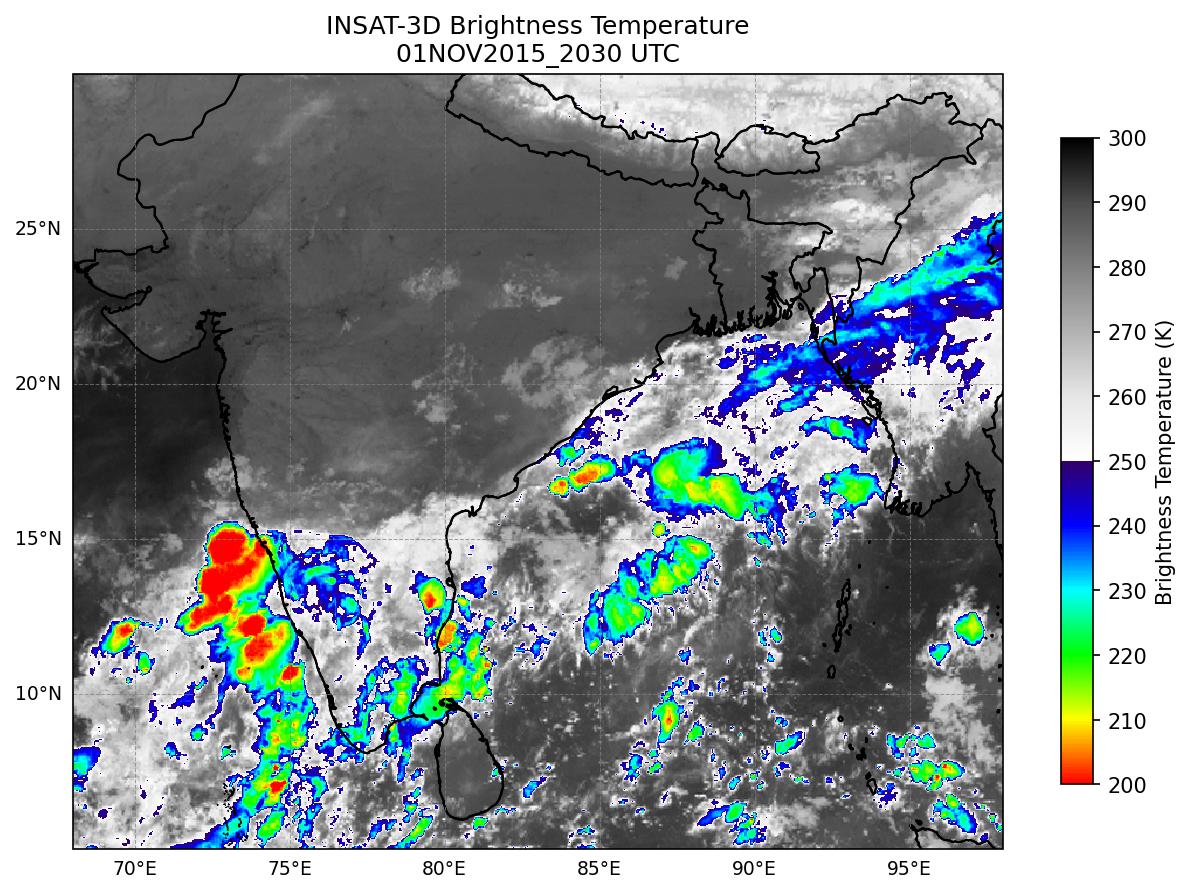 INSAT-3D Brightness Temperature
01NOV2015_2030 UTC
25°N
20°N
15°N
10°N
70°E
75°E
80°E
85°E
90°E
95°E
300
290
280
270
260
250
240
230
220
210
200
Brightness Temperature (K)